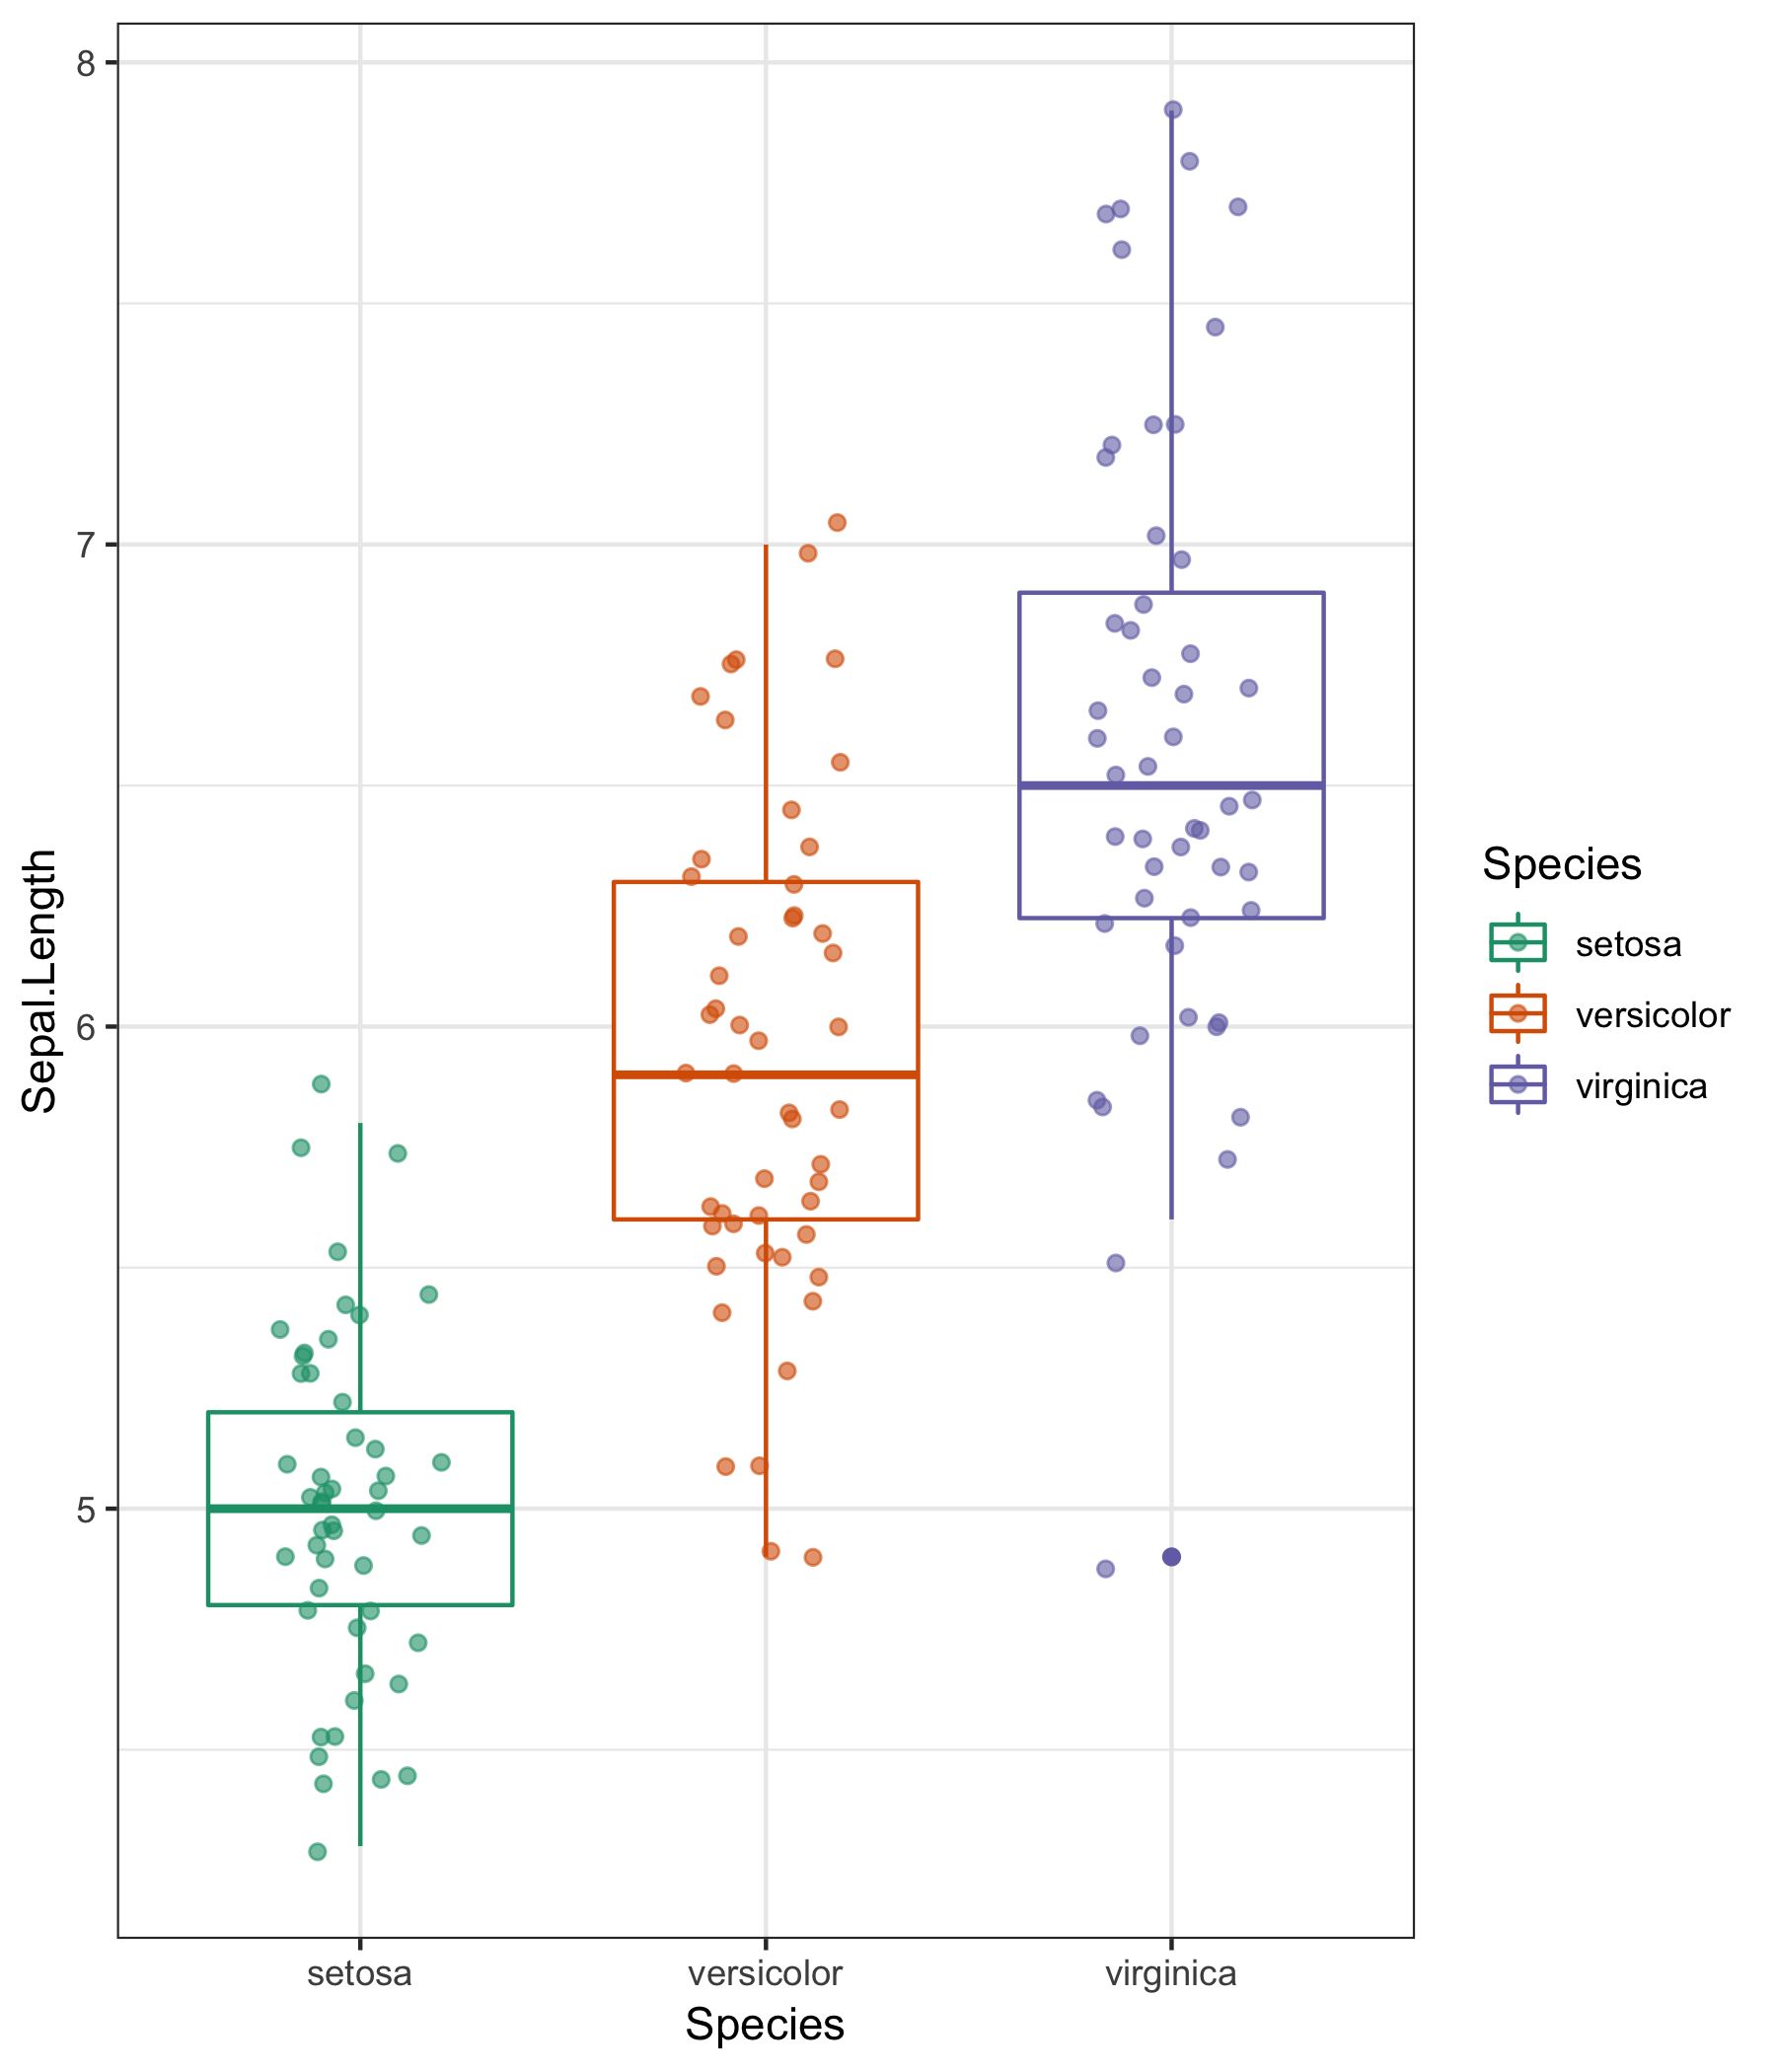 8
7
6
5
Sepal.Length
setosa
versicolor
virginica
Species
Species
setosa
versicolor
virginica